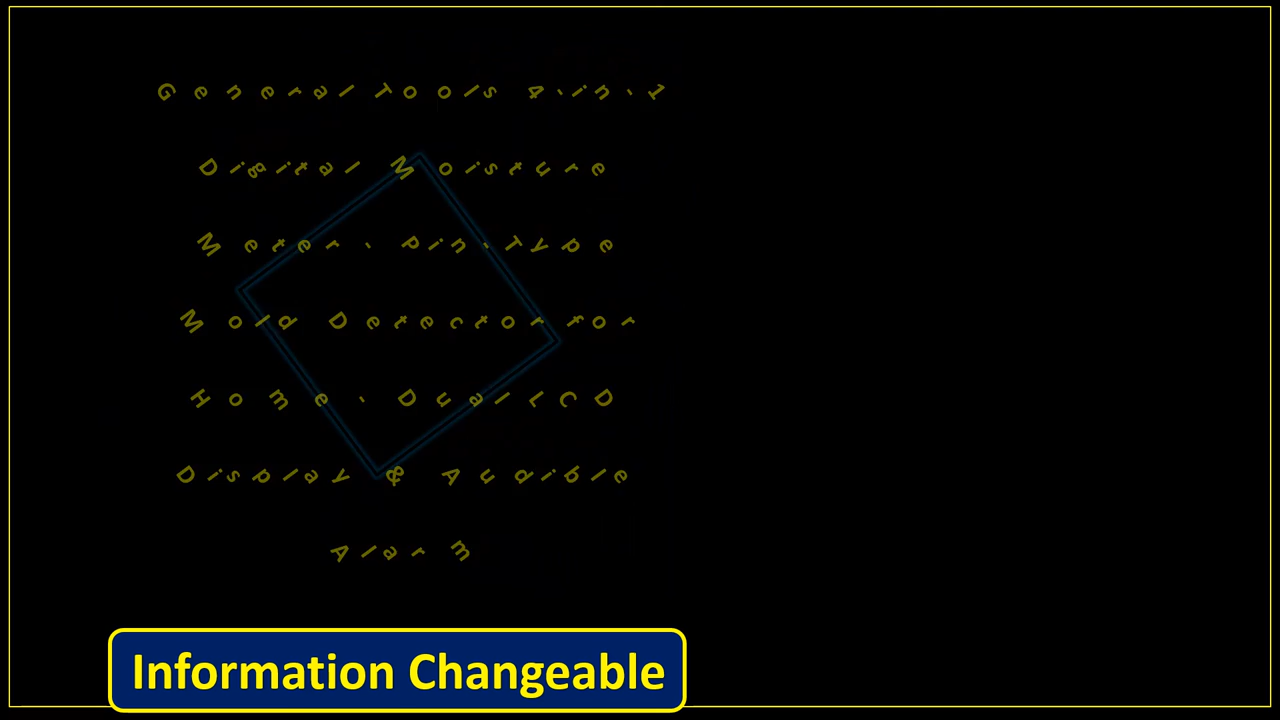 General Tools 4-in-1
Digital Moisture
Meter - Pin-Type
Mold Detector for
Home - Dual LCD
Display & Audible
Alarm
Information Changeable